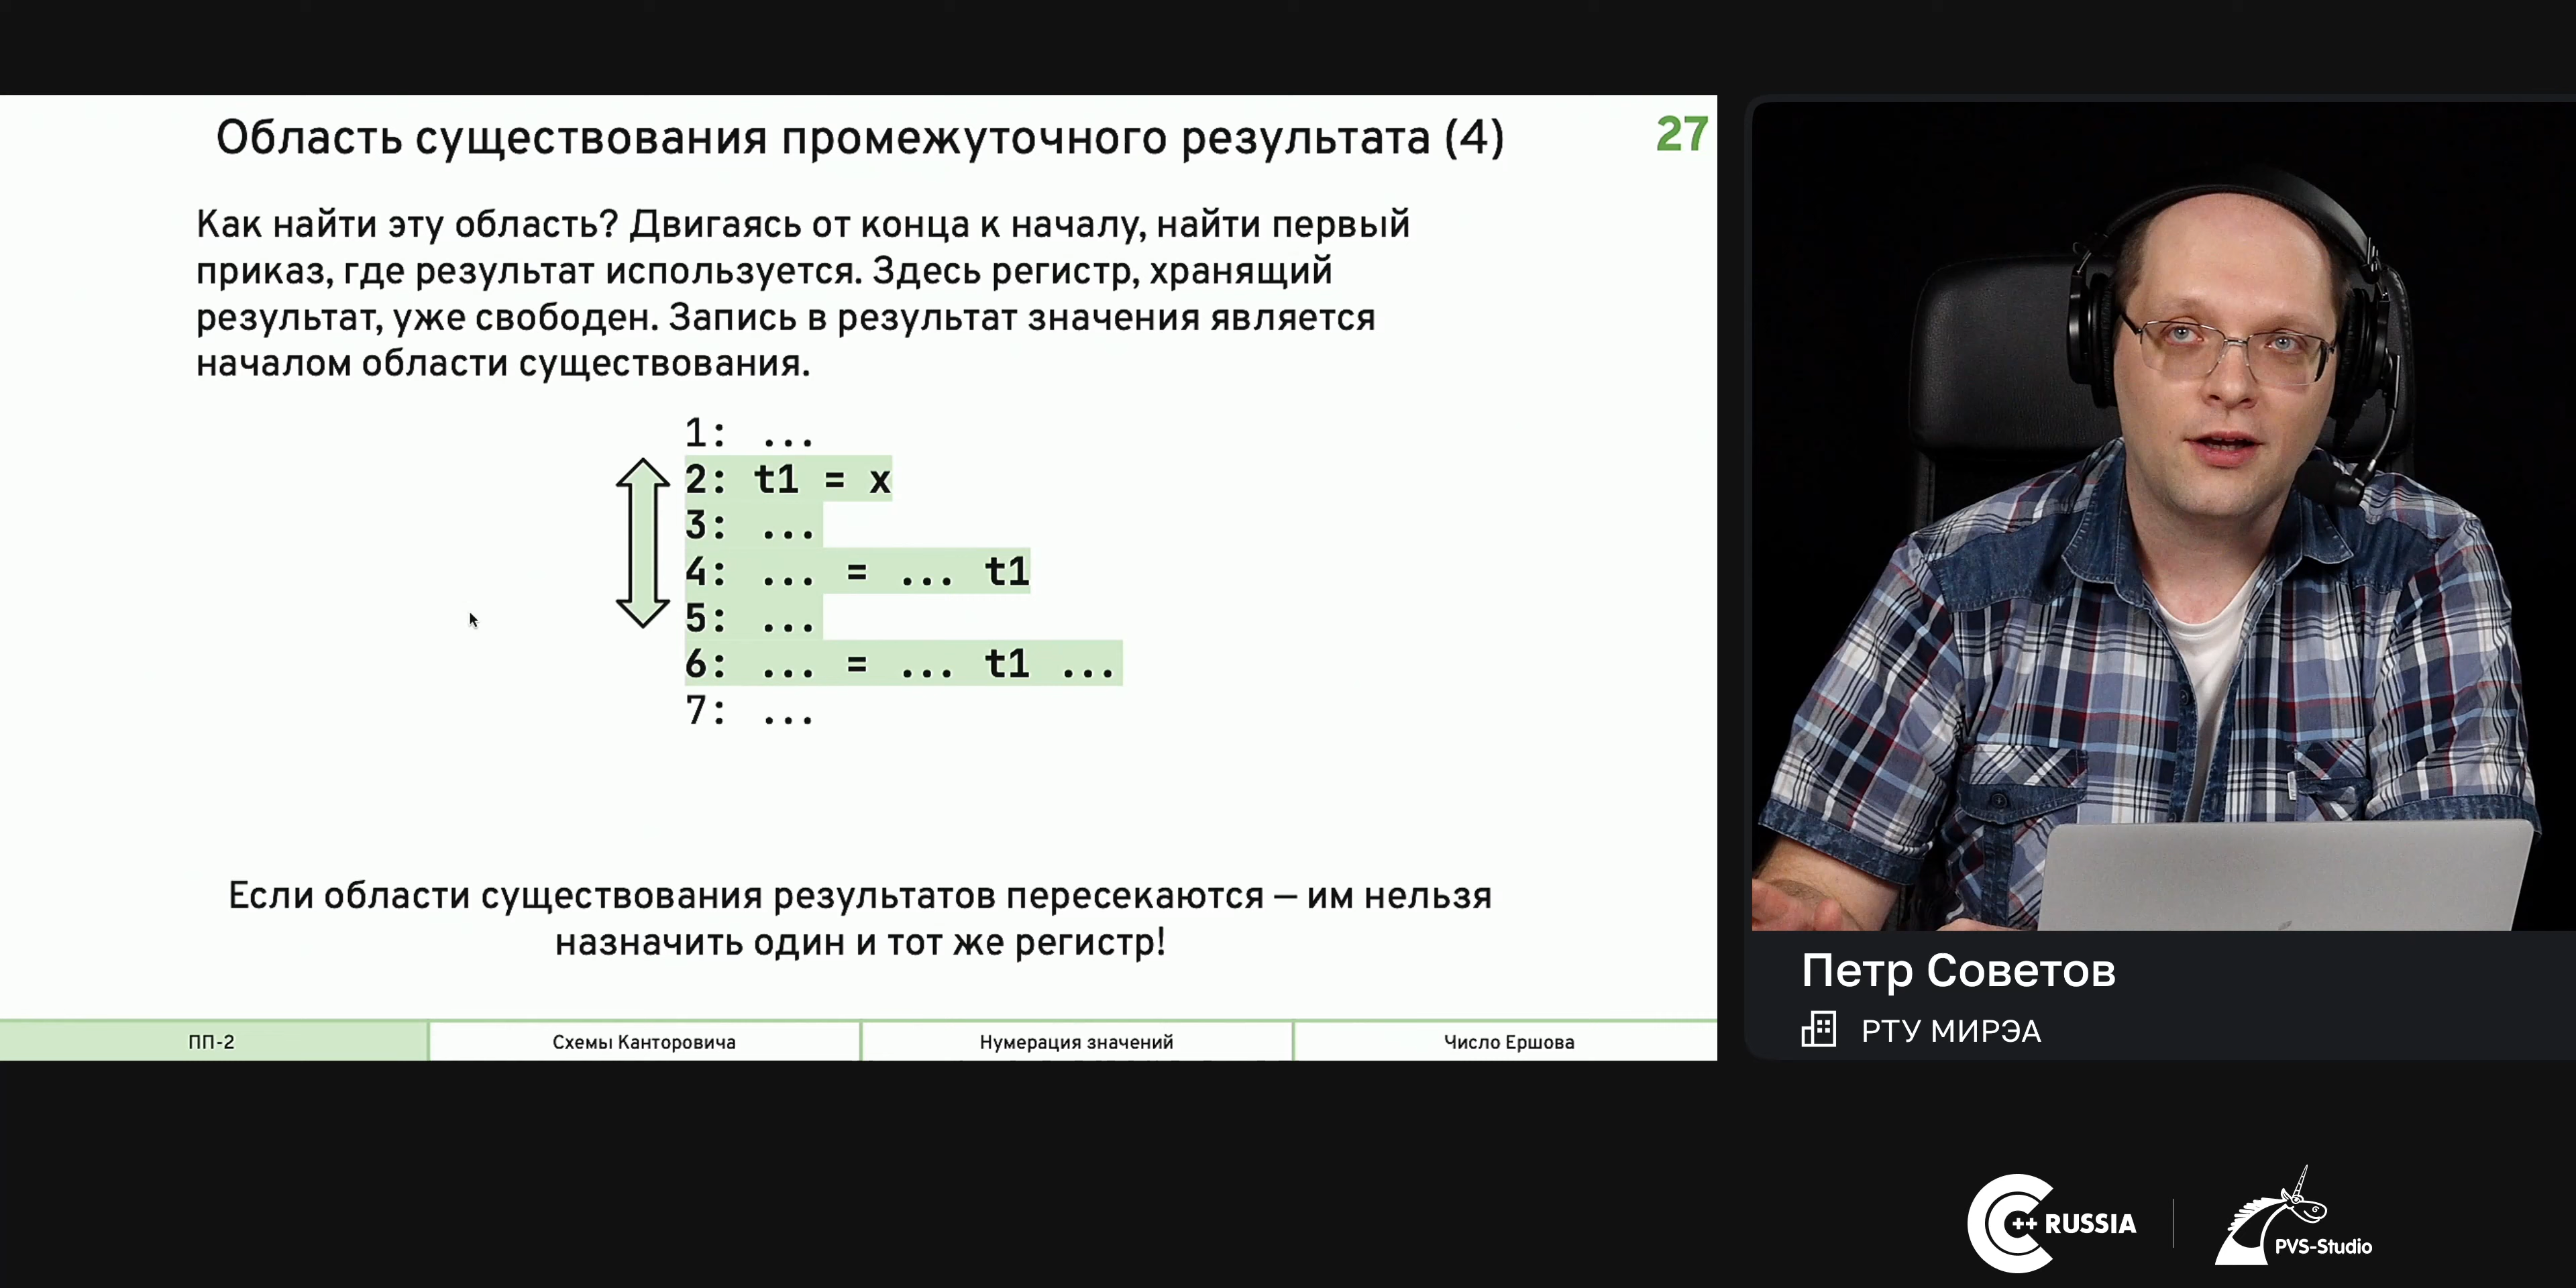 Область существования промежуточного результата (4)
27
Как найти эту область? Двигаясь от конца к началу, найти первый
приказ, где результат используется. Здесь регистр, хранящий
результат, уже свободен. Запись в результат значения является
началом области существования.
1: ...
2: t1 = x
3: ...
4: ... = ... t1
5: ...
6: ... = ... t1 ...
7: ...
Если области существования результатов пересекаются — им нельзя
назначить один и тот же регистр!
ПП-2
Схемы Канторовича
Нумерация значений
Число Ершова
Петр Советов
РТУ МИРЭА
C++ RUSSIA
PVS-Studio